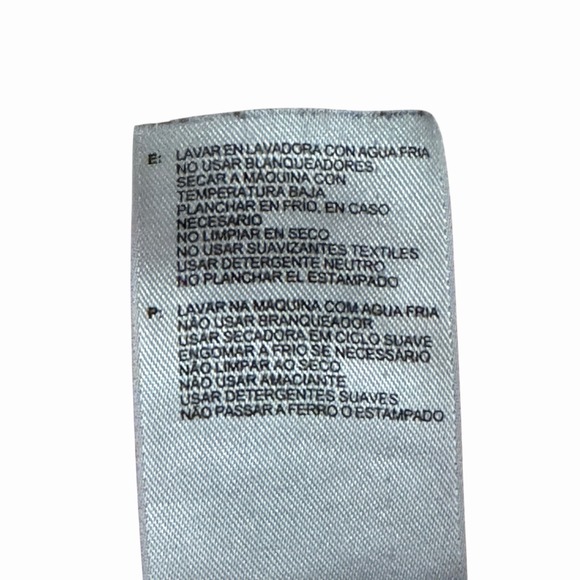 E: LAVAR EN LAVADORA CON AGUA FRIA
NO USAR BLANQUEADORES
SECAR A MAQUINA CON
TEMPERATURA BAJA
PLANCHAR EN FRIO, EN CASO
NECESARIO
NO LIMPIAR EN SECO
NO USAR SUAVIZANTES TEXTILES
USAR DETERGENTE NEUTRO
NO PLANCHAR EL ESTAMPADO
P: LAVAR NA MAQUINA COM AGUA FRIA
NÃO USAR BRANQUEADOR
USAR SECADORA EM CICLO SUAVE
ENGOMAR A FRIO SE NECESSÁRIO
NÃO LIMPAR AO SECO
NÃO USAR AMACIANTE
USAR DETERGENTES SUAVES
NÃO PASSAR A FERRO O ESTAMPADO